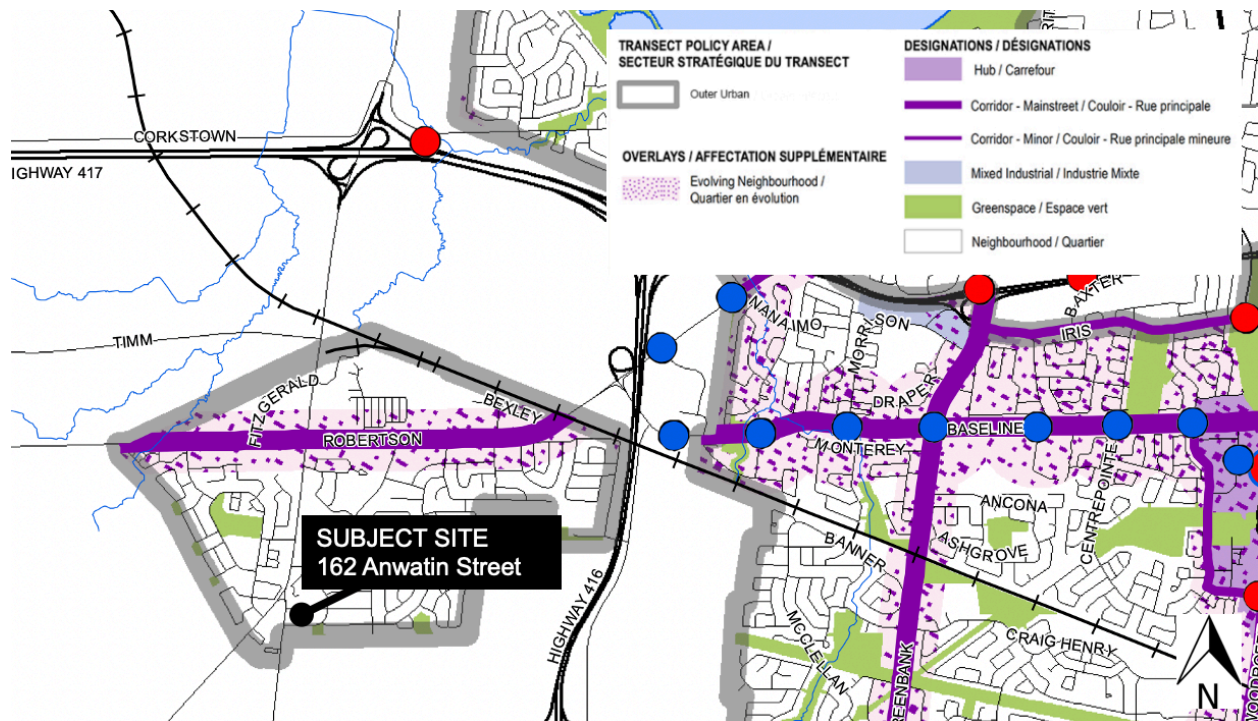 TRANSECT POLICY AREA /
SECTEUR STRATÉGIQUE DU TRANSECT
Outer Urban
OVERLAYS / AFFECTATION SUPPLÉMENTAIRE
Evolving Neighbourhood /
Quartier en évolution
DESIGNATIONS / DÉSIGNATIONS
Hub / Carrefour
Corridor - Mainstreet / Couloir - Rue principale
Corridor - Minor / Couloir - Rue principale mineure
Mixed Industrial / Industrie Mixte
Greenspace / Espace vert
Neighbourhood / Quartier
CORKSTOWN
IGHWAY 417
TIMM
FITZGERALD
BEXLEY
ROBERTSON
SUBJECT SITE
162 Anwatin Street
HIGHWAY 416
NANAIMO
MORRISON
BAXTER
IRIS
DRAPER
BASELINE
MONTEREY
ANCONA
CENTREPOINTE
ASHGROVE
BANNER
MCCLELLAN
CRAIG HENRY
REENBANK
N